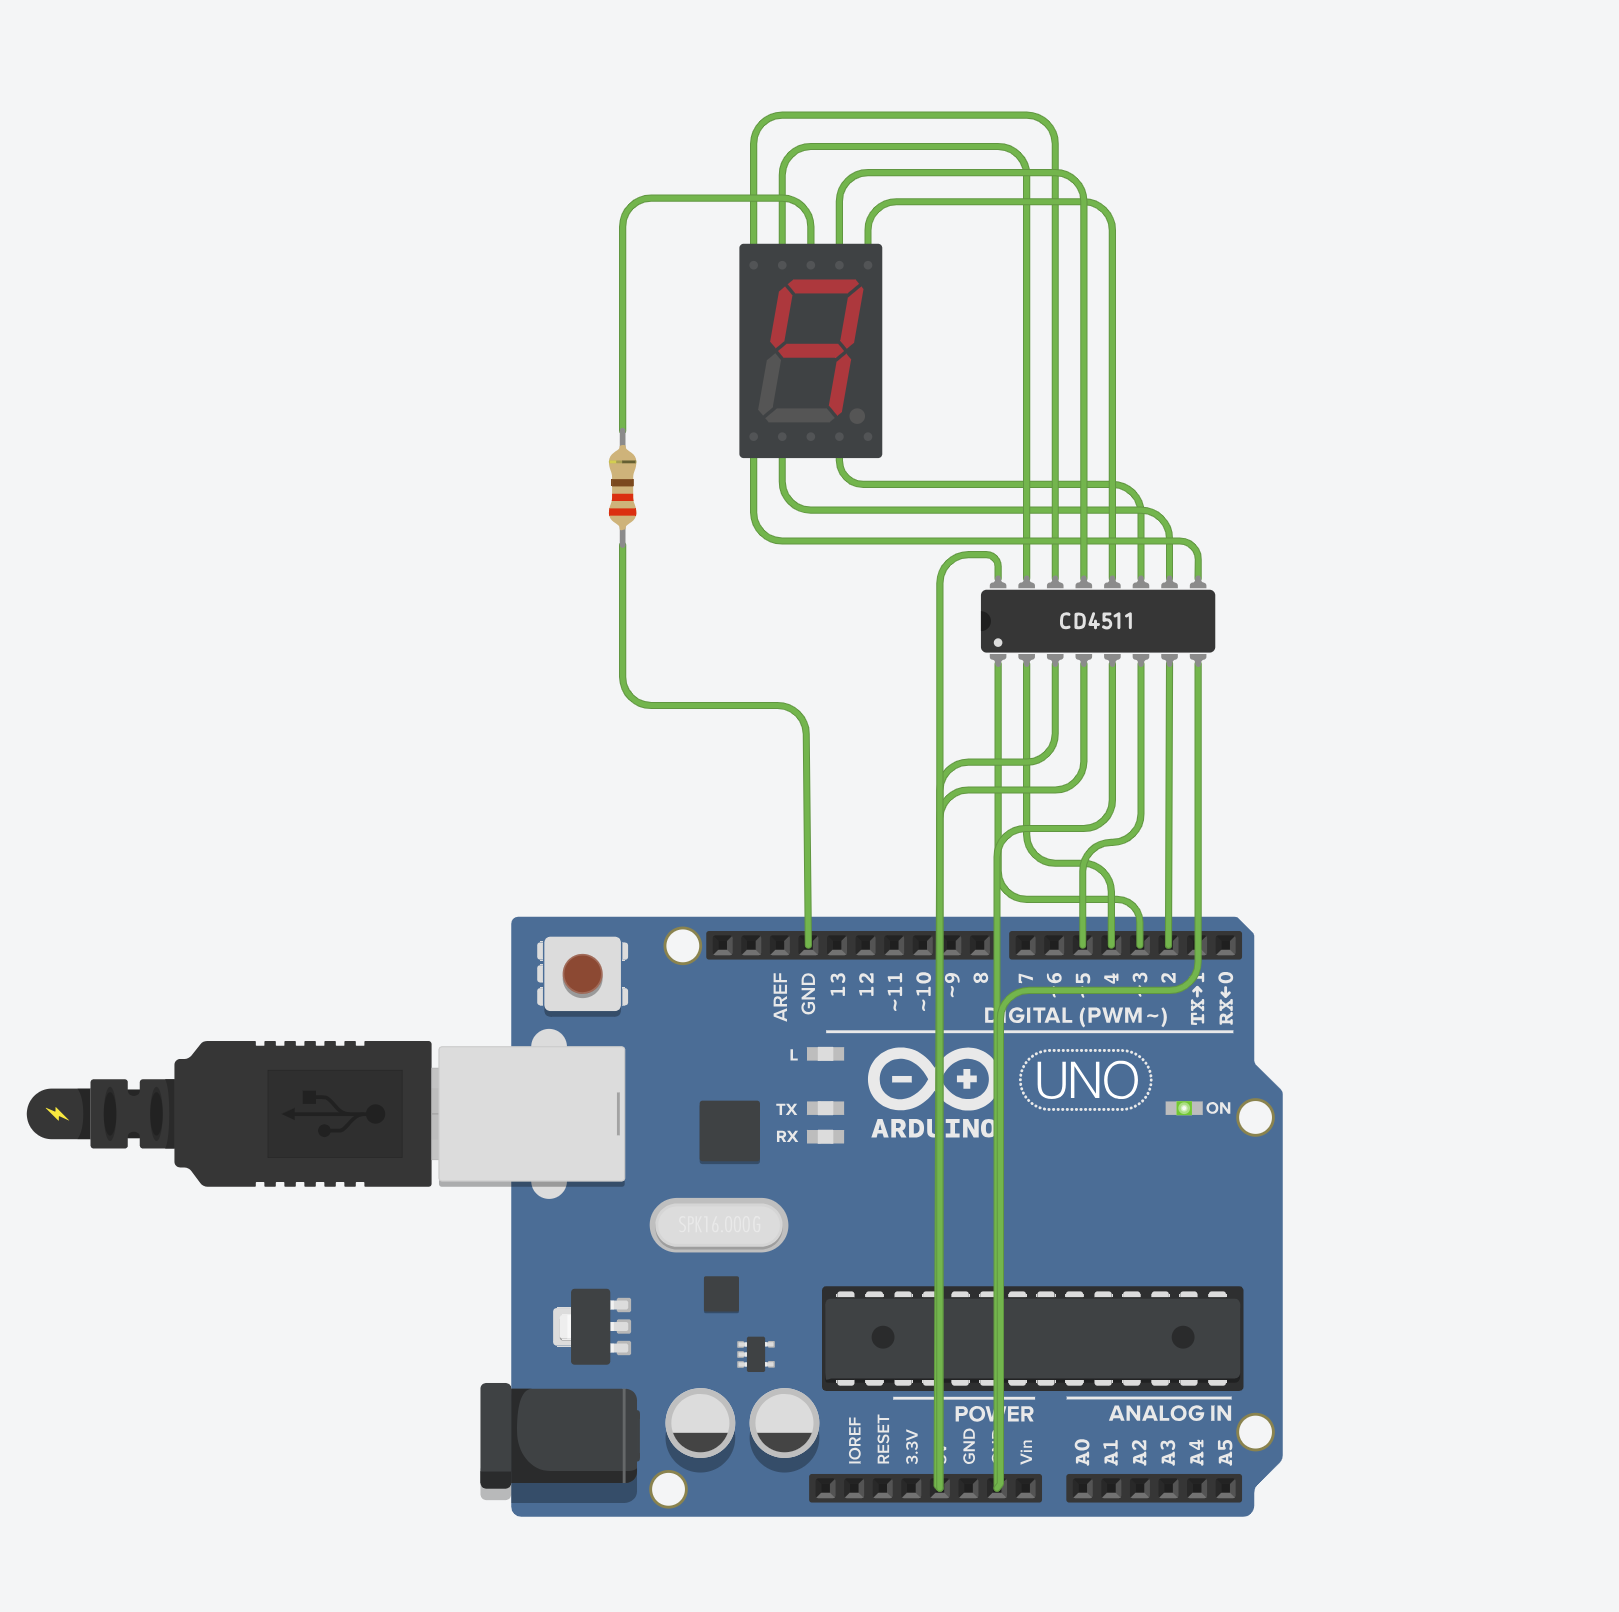 CD4511
AREF
GND
13
12
~11
~10
~9
8
7
~6
~5
4
~3
2
TX→1
RX←0
DIGITAL (PWM~)
L
TX
RX
ARDUINO
UNO
ON
SPK16.000G
POWER
ANALOG IN
IOREF
RESET
3.3V
5V
GND
GND
Vin
A0
A1
A2
A3
A4
A5